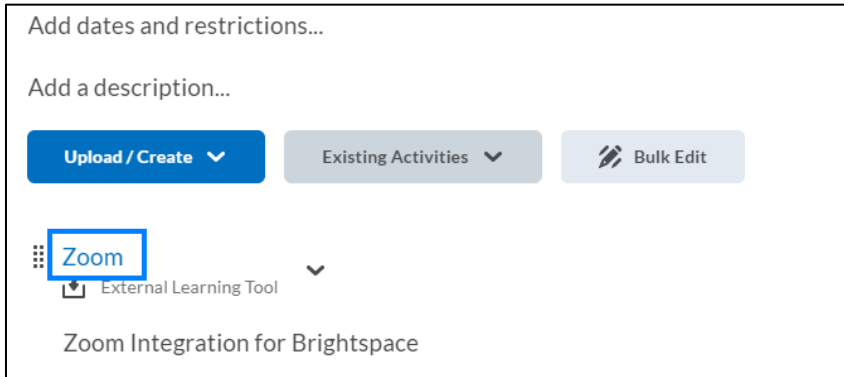 Add dates and restrictions...
Add a description...
Upload / Create Existing Activities Bulk Edit
Zoom
External Learning Tool
Zoom Integration for Brightspace